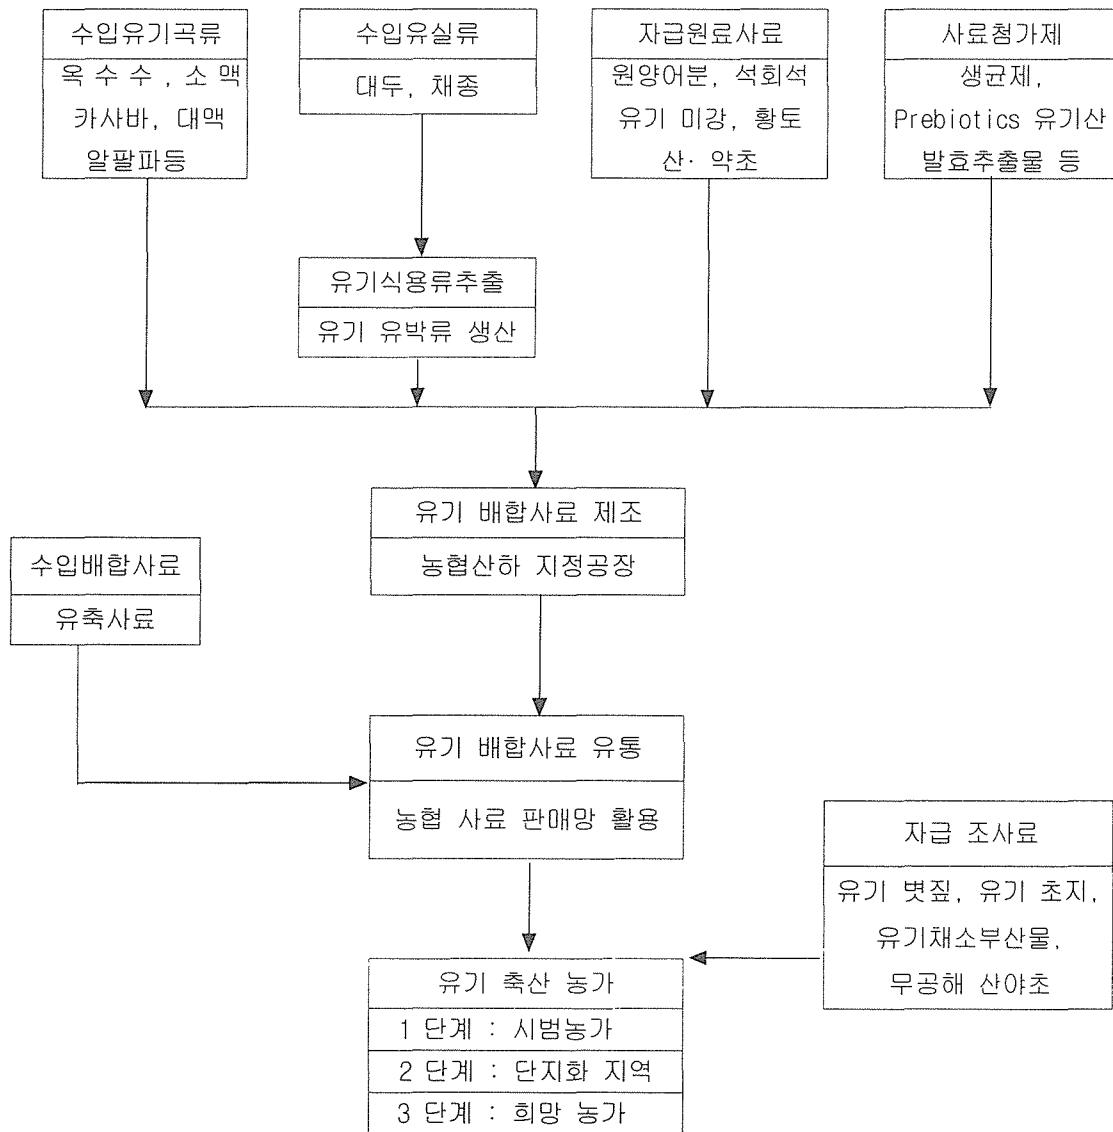 수입유기곡류
옥 수 수 , 소 맥
카사바, 대맥
알팔파등
수입유실류
대두, 채종
자급원료사료
원양어분, 석회석
유기 미강, 황토
산· 약초
사료첨가제
생균제,
Prebiotics 유기산
발효추출물 등
유기식용류추출
유기 유박류 생산
유기 배합사료 제조
농협산하 지정공장
수입배합사료
유축사료
유기 배합사료 유통
농협 사료 판매망 활용
자급 조사료
유기 볏짚, 유기 초지,
유기채소부산물,
무공해 산야초
유기 축산 농가
1 단계 : 시범농가
2 단계 : 단지화 지역
3 단계 : 희망 농가